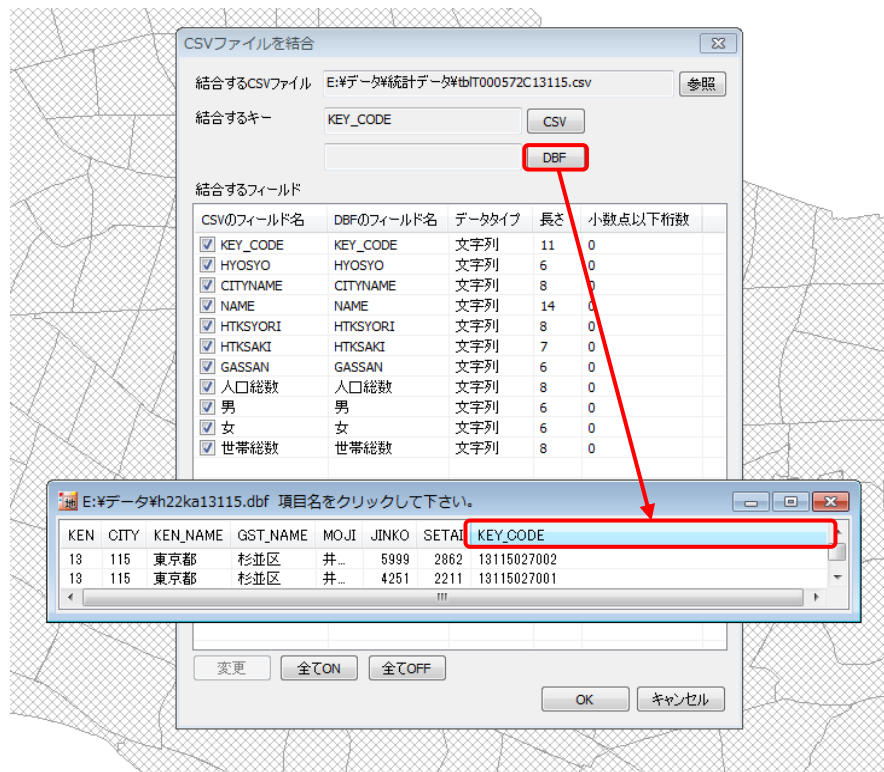 CSVファイルを結合
結合するCSVファイル E:¥データ¥統計データ¥tblT000572C13115.csv 参照
結合するキー KEY_CODE CSV
DBF
結合するフィールド
CSVのフィールド名 DBFのフィールド名 データタイプ 長さ 小数点以下桁数
KEY_CODE KEY_CODE 文字列 11 0
HYOSYO HYOSYO 文字列 6 0
CITYNAME CITYNAME 文字列 8 0
NAME NAME 文字列 14 0
HTKSYORI HTKSYORI 文字列 8 0
HTKSAKI HTKSAKI 文字列 7 0
GASSAN GASSAN 文字列 6 0
人口総数 人口総数 文字列 8 0
男 男 文字列 6 0
女 女 文字列 6 0
世帯総数 世帯総数 文字列 8 0
地 E:¥データ¥h22ka13115.dbf 項目名をクリックして下さい。
KEN CITY KEN_NAME GST_NAME MOJI JINKO SETAI KEY_CODE
13 115 東京都 杉並区 井... 5999 2862 13115027002
13 115 東京都 杉並区 井... 4251 2211 13115027001
変更 全てON 全てOFF
OK キャンセル